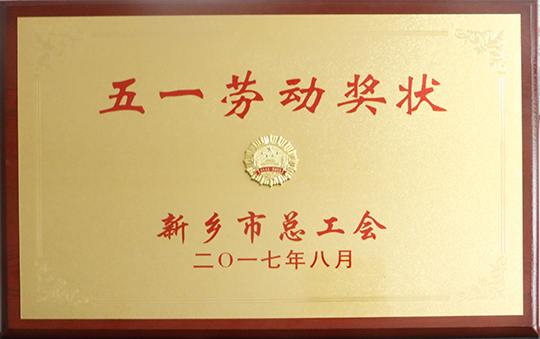 五一劳动奖状
新乡市总工会
二〇一七年八月